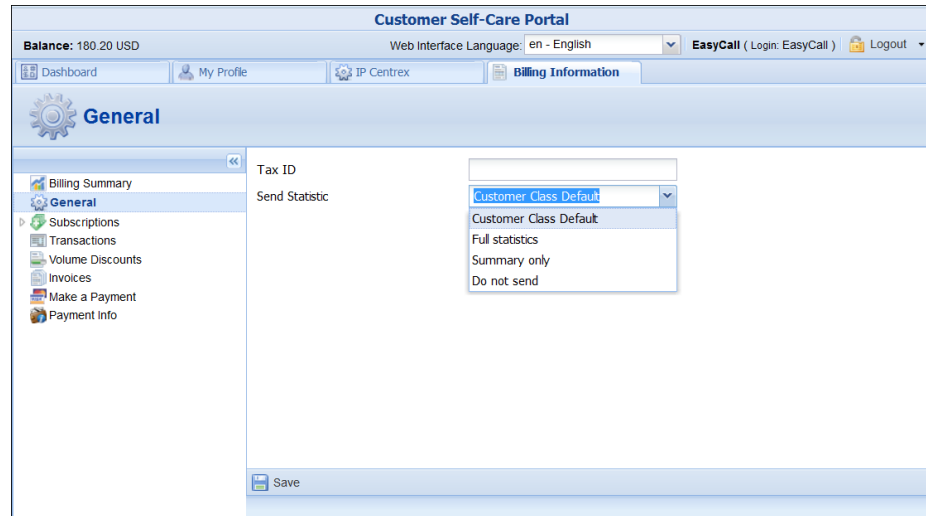 Customer Self-Care Portal
Balance: 180.20 USD Web Interface Language: en - English EasyCall ( Login: EasyCall ) Logout
Dashboard My Profile IP Centrex Billing Information
General
Tax ID
Billing Summary
Send Statistic Customer Class Default
General
Customer Class Default
Subscriptions
Full statistics
Transactions
Summary only
Volume Discounts
Do not send
Invoices
Make a Payment
Payment Info
Save